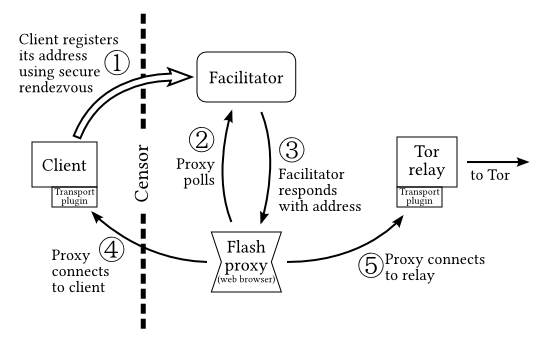 Client registers
its address
using secure
rendezvous
①
Facilitator
Client
Transport
plugin
Censor
②
Proxy
polls
③
Facilitator
responds
with address
Tor
relay
Transport
plugin
to Tor
④
Proxy
connects
to client
Flash
proxy
(web browser)
⑤
Proxy connects
to relay